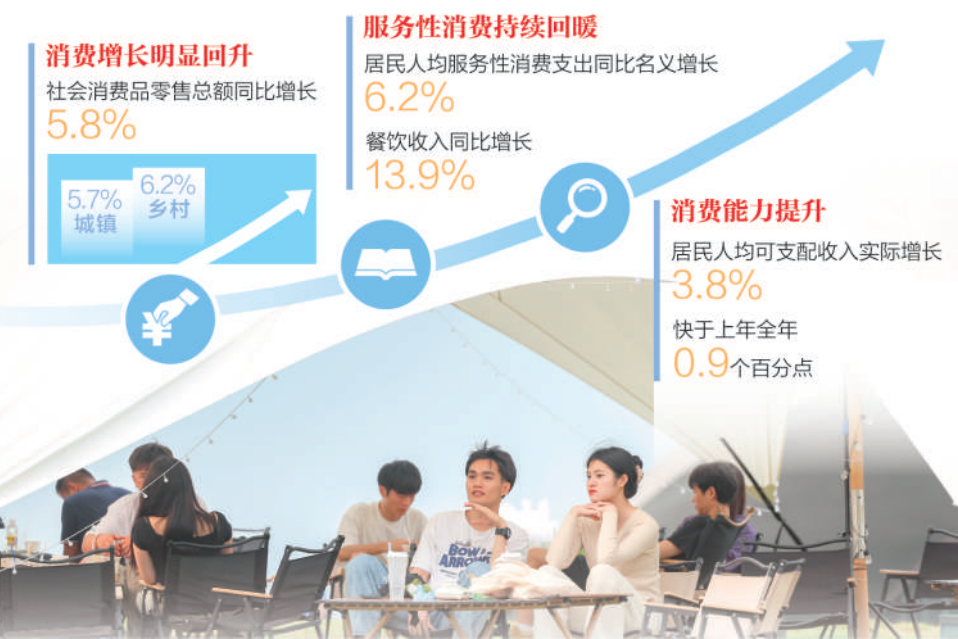 消费增长明显回升
社会消费品零售总额同比增长
5.8%
5.7%
城镇
6.2%
乡村
服务性消费持续回暖
居民人均服务性消费支出同比名义增长
6.2%
餐饮收入同比增长
13.9%
消费能力提升
居民人均可支配收入实际增长
3.8%
快于上年全年
0.9个百分点
¥
BOW &
ARROW